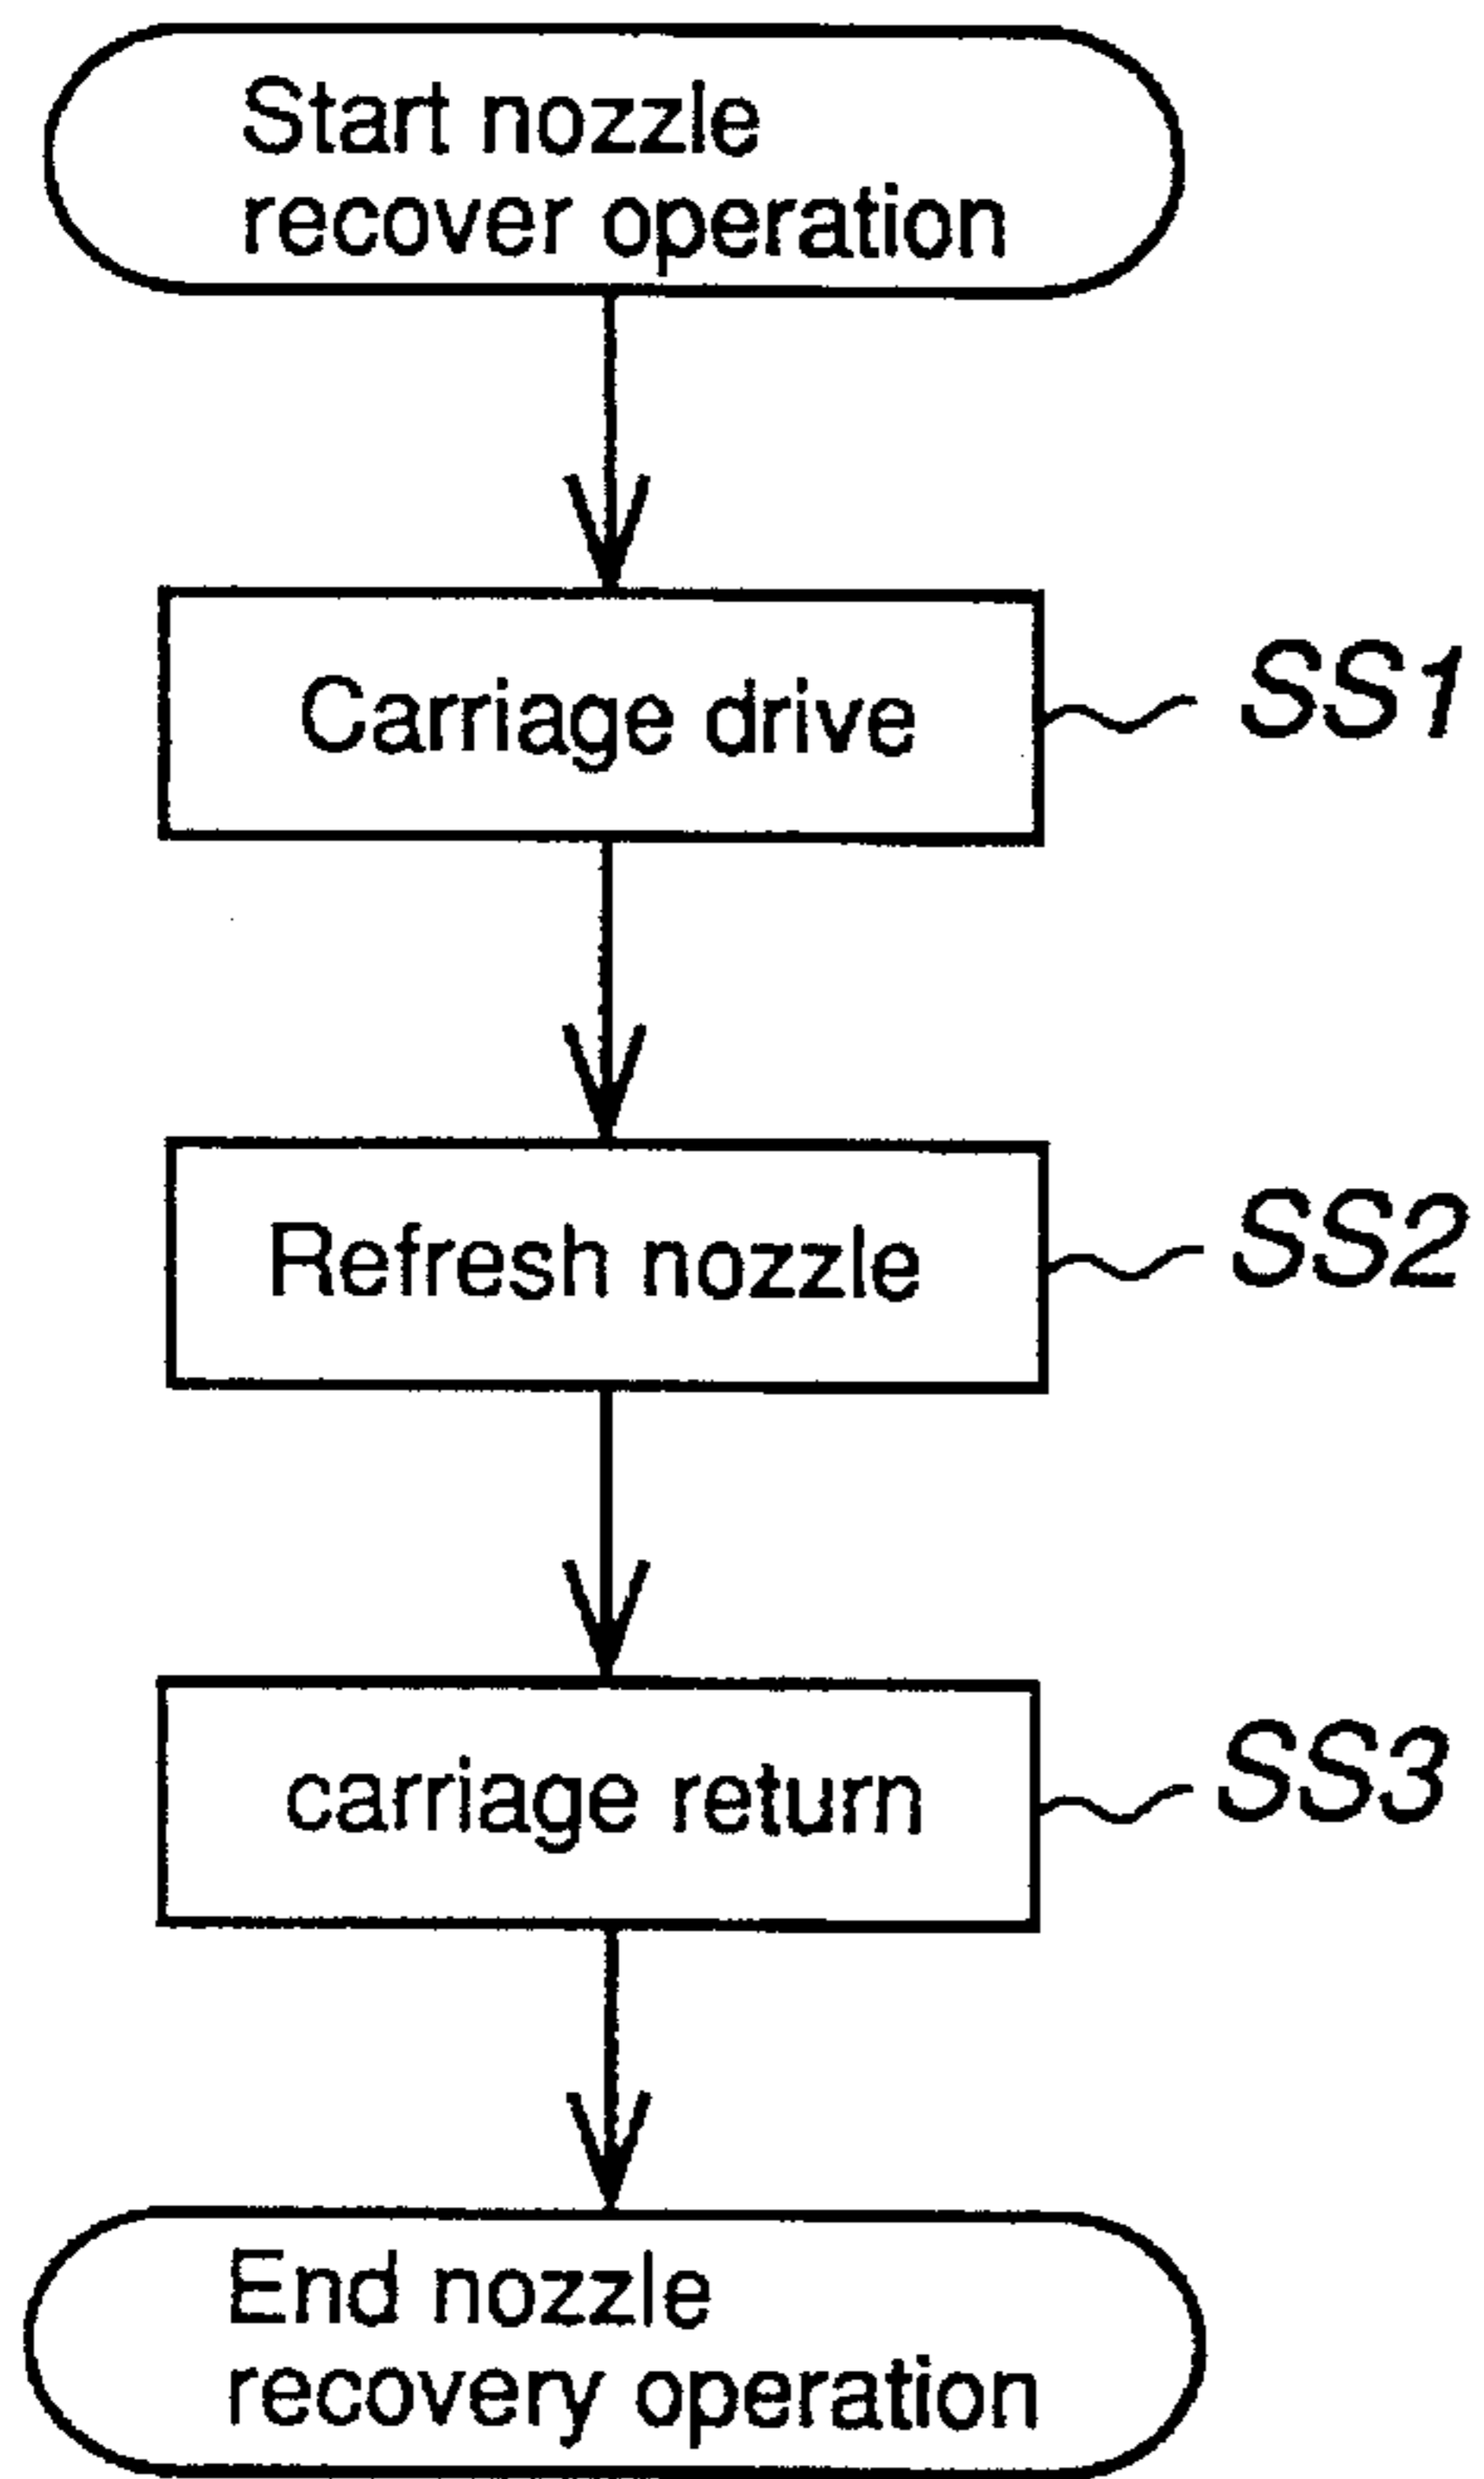 Start nozzle
recover operation
Carriage drive
SS1
Refresh nozzle
SS2
carriage return
SS3
End nozzle
recovery operation